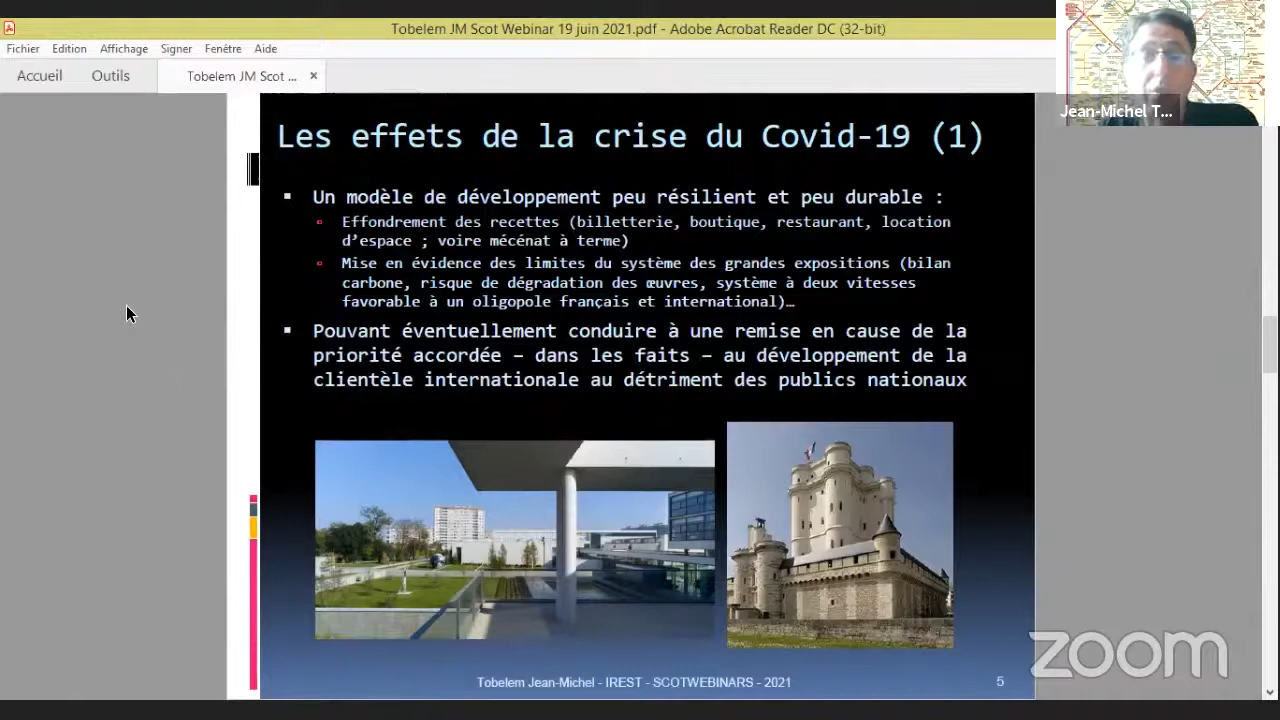 Tobelem JM Scot Webinar 19 juin 2021.pdf - Adobe Acrobat Reader DC (32-bit)
Fichier Edition Affichage Signer Fenêtre Aide
Accueil Outils Tobelem JM Scot ... ×
Jean-Michel T...
Les effets de la crise du Covid-19 (1)
▪ Un modèle de développement peu résilient et peu durable :
▫ Effondrement des recettes (billetterie, boutique, restaurant, location
d’espace ; voire mécénat à terme)
▫ Mise en évidence des limites du système des grandes expositions (bilan
carbone, risque de dégradation des œuvres, système à deux vitesses
favorable à un oligopole français et international)…
▪ Pouvant éventuellement conduire à une remise en cause de la
priorité accordée – dans les faits – au développement de la
clientèle internationale au détriment des publics nationaux
Tobelem Jean-Michel - IREST - SCOTWEBINARS - 2021
5
zoom